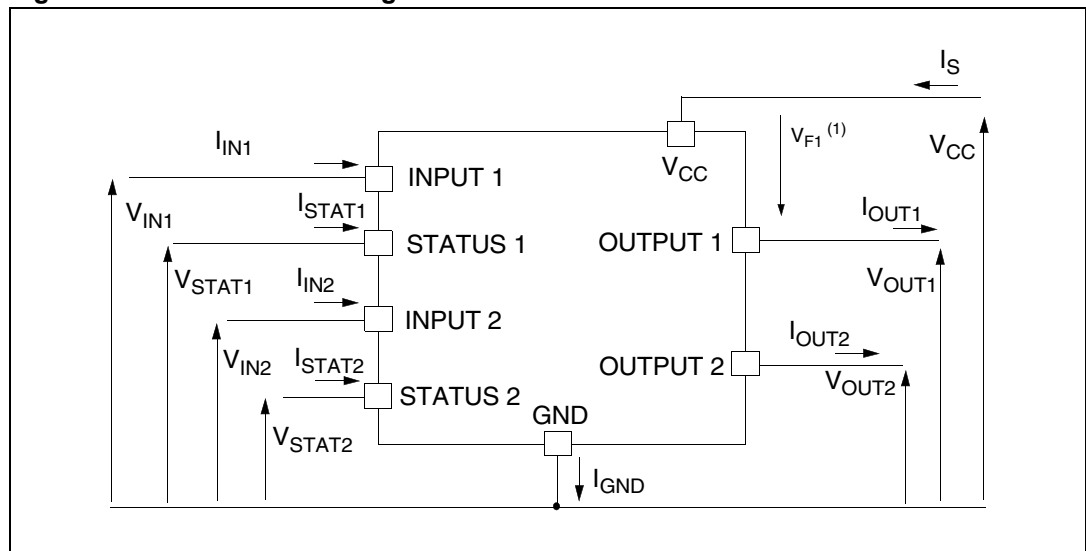 I_S
V_F1 (1)
V_CC
V_CC
I_IN1
INPUT 1
V_IN1
I_STAT1
STATUS 1
V_STAT1
I_IN2
INPUT 2
V_IN2
I_STAT2
STATUS 2
V_STAT2
OUTPUT 1
I_OUT1
V_OUT1
OUTPUT 2
I_OUT2
V_OUT2
GND
I_GND